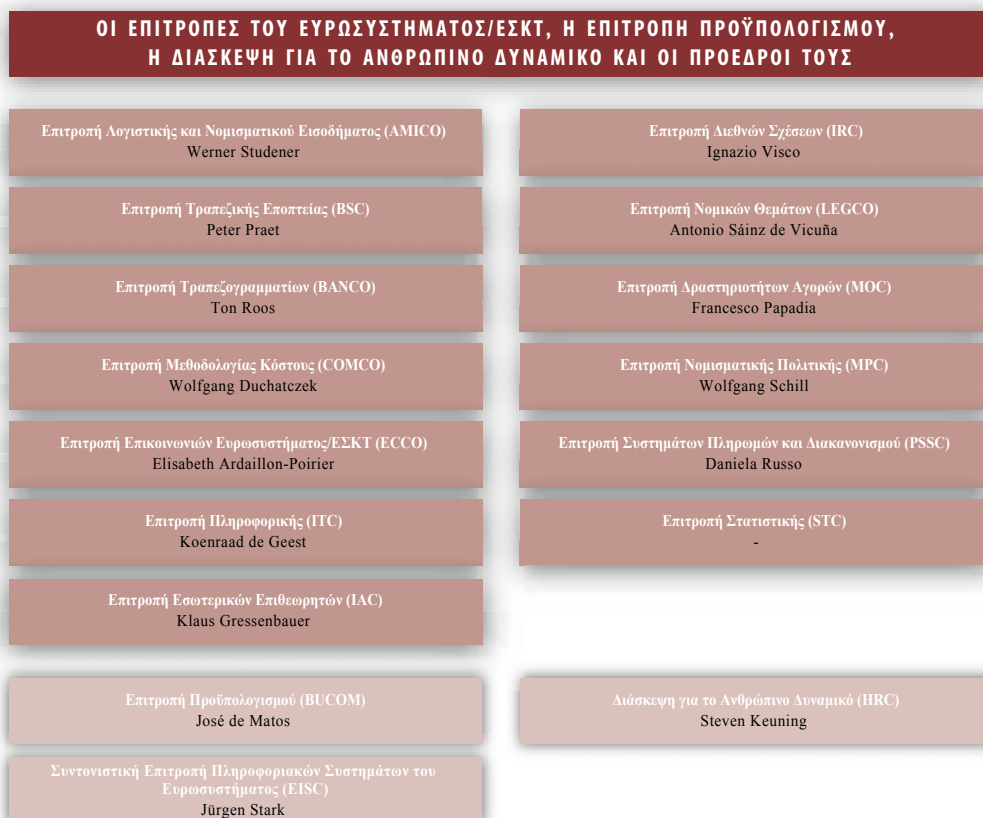 ΟΙ ΕΠΙΤΡΟΠΕΣ ΤΟΥ ΕΥΡΩΣΥΣΤΗΜΑΤΟΣ/ΕΣΚΤ, Η ΕΠΙΤΡΟΠΗ ΠΡΟΫΠΟΛΟΓΙΣΜΟΥ,
Η ΔΙΑΣΚΕΨΗ ΓΙΑ ΤΟ ΑΝΘΡΩΠΙΝΟ ΔΥΝΑΜΙΚΟ ΚΑΙ ΟΙ ΠΡΟΕΔΡΟΙ ΤΟΥΣ
Επιτροπή Λογιστικής και Νομισματικού Εισοδήματος (AMICO)
Werner Studener
Επιτροπή Τραπεζικής Εποπτείας (BSC)
Peter Praet
Επιτροπή Τραπεζογραμματίων (BANCO)
Ton Roos
Επιτροπή Μεθοδολογίας Κόστους (COMCO)
Wolfgang Duchatczek
Επιτροπή Επικοινωνιών Ευρωσυστήματος/ΕΣΚΤ (ECCO)
Elisabeth Ardaillon-Poirier
Επιτροπή Πληροφορικής (ITC)
Koenraad de Geest
Επιτροπή Εσωτερικών Επιθεωρητών (IAC)
Klaus Gressenbauer
Επιτροπή Διεθνών Σχέσεων (IRC)
Ignazio Visco
Επιτροπή Νομικών Θεμάτων (LEGCO)
Antonio Sáinz de Vicuña
Επιτροπή Δραστηριοτήτων Αγορών (MOC)
Francesco Papadia
Επιτροπή Νομισματικής Πολιτικής (MPC)
Wolfgang Schill
Επιτροπή Συστημάτων Πληρωμών και Διακανονισμού (PSSC)
Daniela Russo
Επιτροπή Στατιστικής (STC)
-
Επιτροπή Προϋπολογισμού (BUCOM)
José de Matos
Συντονιστική Επιτροπή Πληροφοριακών Συστημάτων του
Ευρωσυστήματος (EISC)
Jürgen Stark
Διάσκεψη για το Ανθρώπινο Δυναμικό (HRC)
Steven Keuning